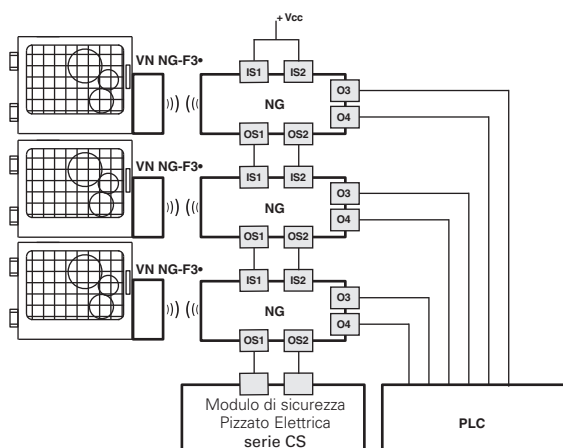 + Vcc
VN NG-F3•
IS1 IS2
NG
O3
O4
OS1 OS2
VN NG-F3•
IS1 IS2
NG
O3
O4
OS1 OS2
VN NG-F3•
IS1 IS2
NG
O3
O4
OS1 OS2
Modulo di sicurezza
Pizzato Elettrica
serie CS
PLC